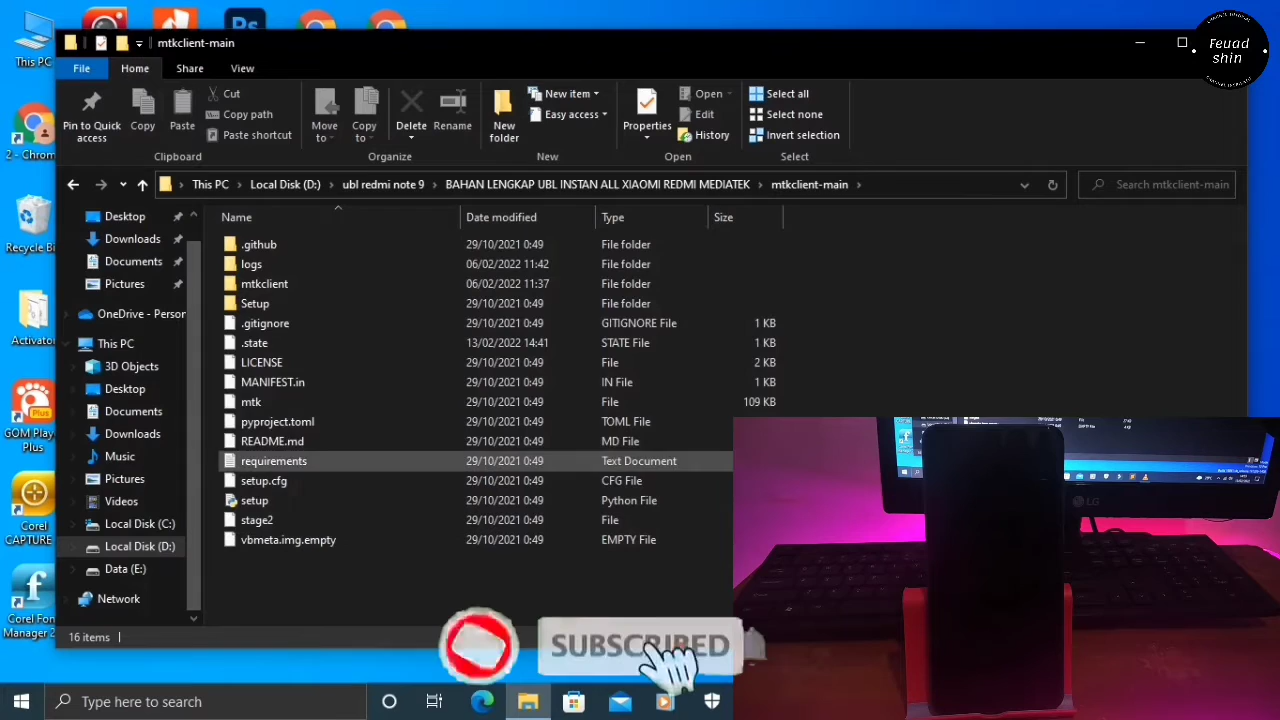 This PC
mtkclient-main
Feuad
shin
File
Home
Share
View
Pin to Quick
access
Copy
Paste
Cut
Copy path
Paste shortcut
Clipboard
Move
to
Copy
to
Delete
Rename
Organize
New
folder
New item
Easy access
New
Properties
Open
Edit
History
Open
Select all
Select none
Invert selection
Select
This PC > Local Disk (D:) > ubl redmi note 9 > BAHAN LENGKAP UBL INSTAN ALL XIAOMI REDMI MEDIATEK > mtkclient-main >
Search mtkclient-main
2 - Chrom
Recycle Bi
Activator
GOM Play
Plus
Corel
CAPTURE
Corel Fon
Manager 2
Desktop
Downloads
Documents
Pictures
OneDrive - Person
This PC
3D Objects
Desktop
Documents
Downloads
Music
Pictures
Videos
Local Disk (C:)
Local Disk (D:)
Data (E:)
Network
Name Date modified Type Size
.github 29/10/2021 0:49 File folder
logs 06/02/2022 11:42 File folder
mtkclient 06/02/2022 11:37 File folder
Setup 29/10/2021 0:49 File folder
.gitignore 29/10/2021 0:49 GITIGNORE File 1 KB
.state 13/02/2022 14:41 STATE File 1 KB
LICENSE 29/10/2021 0:49 File 2 KB
MANIFEST.in 29/10/2021 0:49 IN File 1 KB
mtk 29/10/2021 0:49 File 109 KB
pyproject.toml 29/10/2021 0:49 TOML File
README.md 29/10/2021 0:49 MD File
requirements 29/10/2021 0:49 Text Document
setup.cfg 29/10/2021 0:49 CFG File
setup 29/10/2021 0:49 Python File
stage2 29/10/2021 0:49 File
vbmeta.img.empty 29/10/2021 0:49 EMPTY File
16 items
SUBSCRIBED
LG
Type here to search